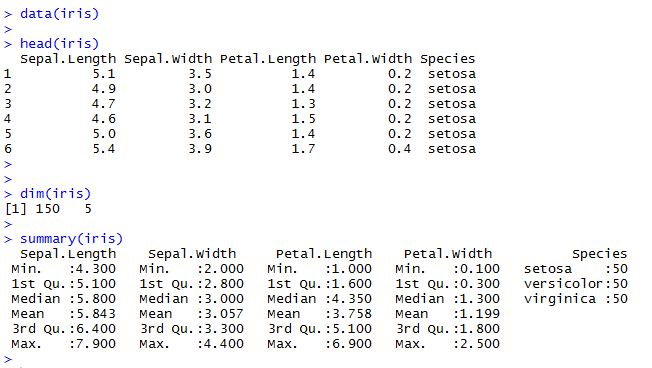 > data(iris)
>
> head(iris)
  Sepal.Length Sepal.Width Petal.Length Petal.Width Species
1          5.1         3.5          1.4         0.2  setosa
2          4.9         3.0          1.4         0.2  setosa
3          4.7         3.2          1.3         0.2  setosa
4          4.6         3.1          1.5         0.2  setosa
5          5.0         3.6          1.4         0.2  setosa
6          5.4         3.9          1.7         0.4  setosa
>
>
> dim(iris)
[1] 150   5
>
> summary(iris)
  Sepal.Length    Sepal.Width     Petal.Length    Petal.Width          Species
 Min.   :4.300   Min.   :2.000   Min.   :1.000   Min.   :0.100   setosa    :50
 1st Qu.:5.100   1st Qu.:2.800   1st Qu.:1.600   1st Qu.:0.300   versicolor:50
 Median :5.800   Median :3.000   Median :4.350   Median :1.300   virginica :50
 Mean   :5.843   Mean   :3.057   Mean   :3.758   Mean   :1.199
 3rd Qu.:6.400   3rd Qu.:3.300   3rd Qu.:5.100   3rd Qu.:1.800
 Max.   :7.900   Max.   :4.400   Max.   :6.900   Max.   :2.500
>